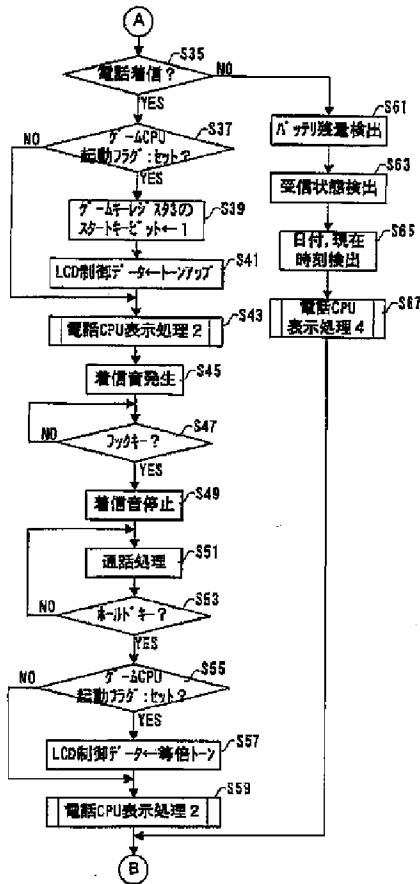 A
電話着信？
S35
NO
YES
ゲームCPU
起動フラグ:セット？
S37
NO
YES
ゲームキーレジスタ3の
スタートキービット←1
S39
LCD制御データ←トーンアップ
S41
電話CPU表示処理2
S43
着信音発生
S45
フックキー？
S47
NO
YES
着信音停止
S49
通話処理
S51
ホールドキー？
S53
NO
YES
ゲームCPU
起動フラグ:セット？
S55
NO
YES
LCD制御データ←等倍トーン
S57
電話CPU表示処理2
S59
B
バッテリ残量検出
S61
受信状態検出
S63
日付,現在
時刻検出
S65
電話CPU
表示処理4
S67